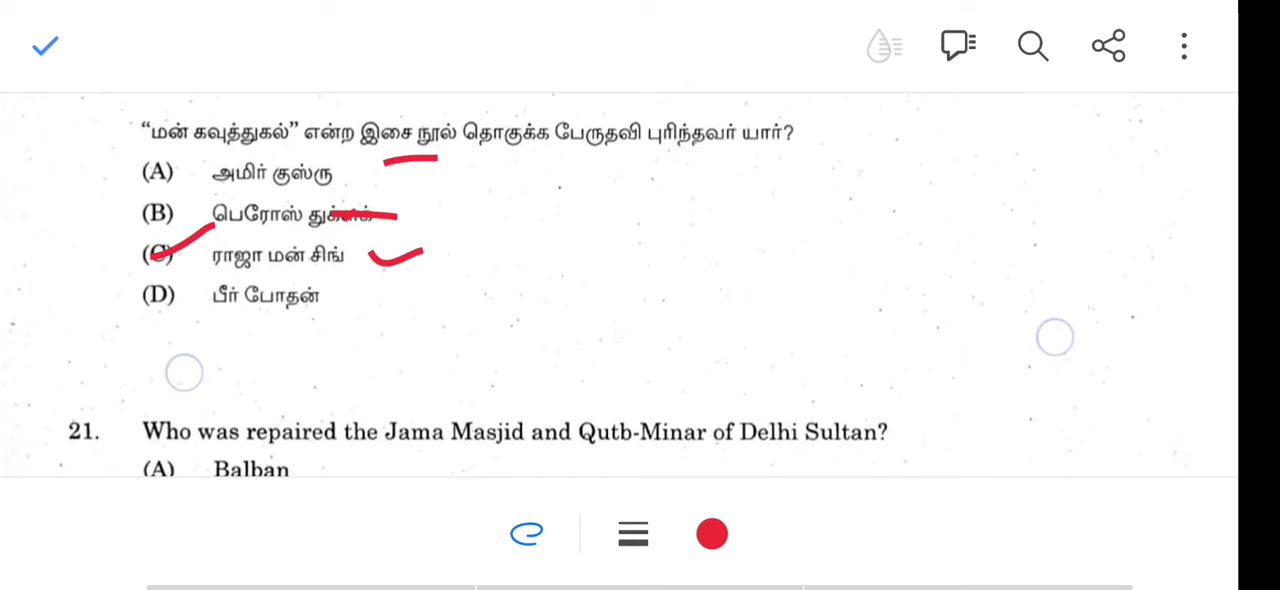 “மன் கவுத்துகல்” என்ற இசை நூல் தொகுக்க பேருதவி புரிந்தவர் யார்?
(A) அமிர் குஸ்ரு
(B) பெரோஸ் துக்ளக்
(C) ராஜா மன் சிங்
(D) பீர் போதன்
21. Who was repaired the Jama Masjid and Qutb-Minar of Delhi Sultan?
(A) Balban